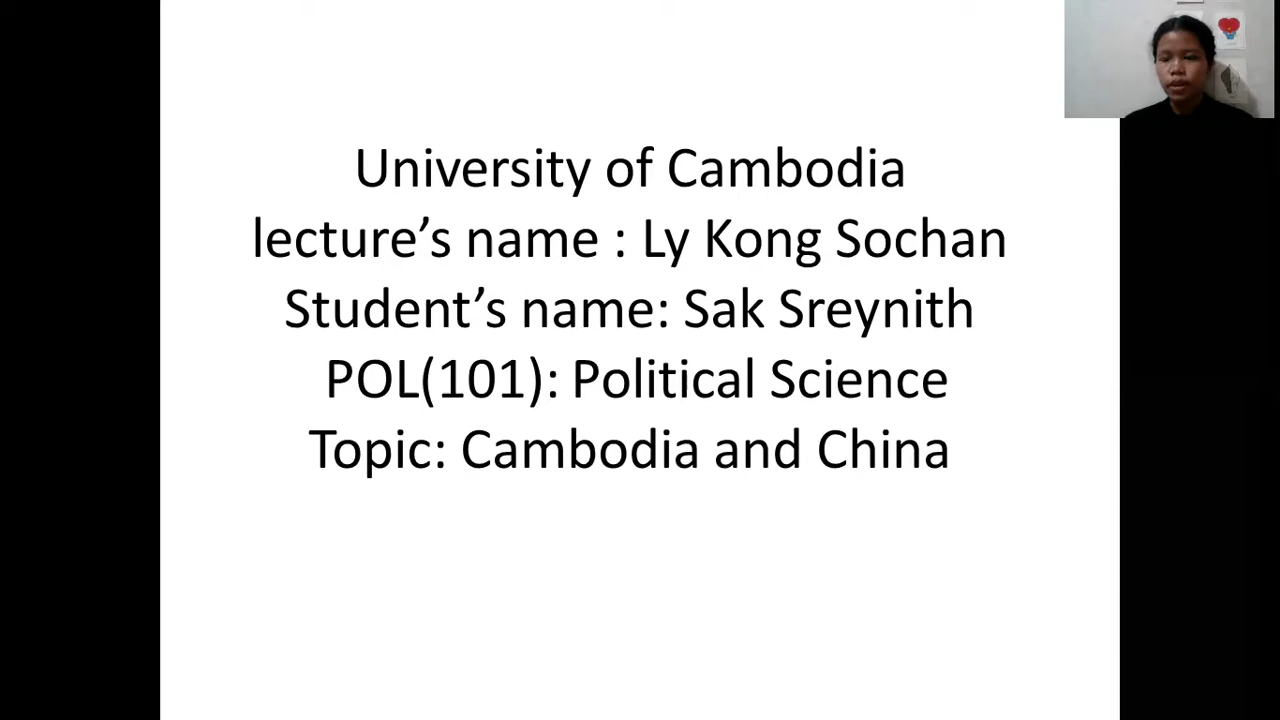 University of Cambodia
lecture’s name : Ly Kong Sochan
Student’s name: Sak Sreynith
POL(101): Political Science
Topic: Cambodia and China